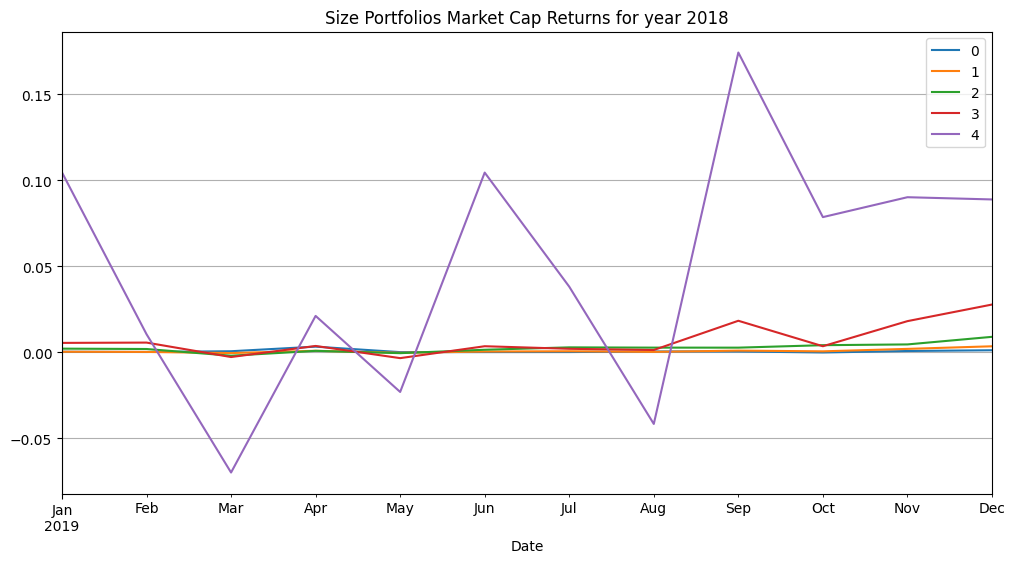 Size Portfolios Market Cap Returns for year 2018
0
1
2
3
4
0.15
0.10
0.05
0.00
−0.05
Jan
2019
Feb
Mar
Apr
May
Jun
Jul
Aug
Sep
Oct
Nov
Dec
Date